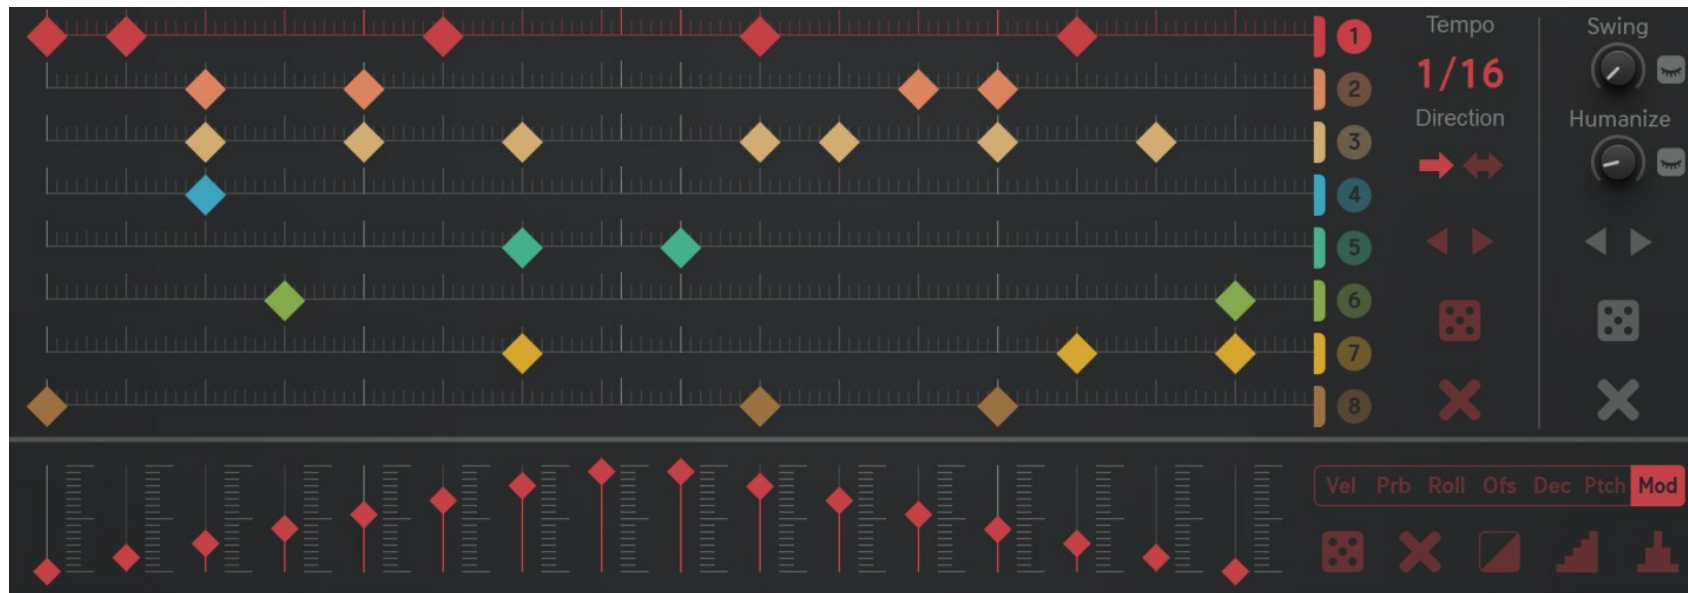 1
2
3
4
5
6
7
8
Tempo
1/16
Direction
Swing
Humanize
Vel Prb Roll Ofs Dec Ptch Mod